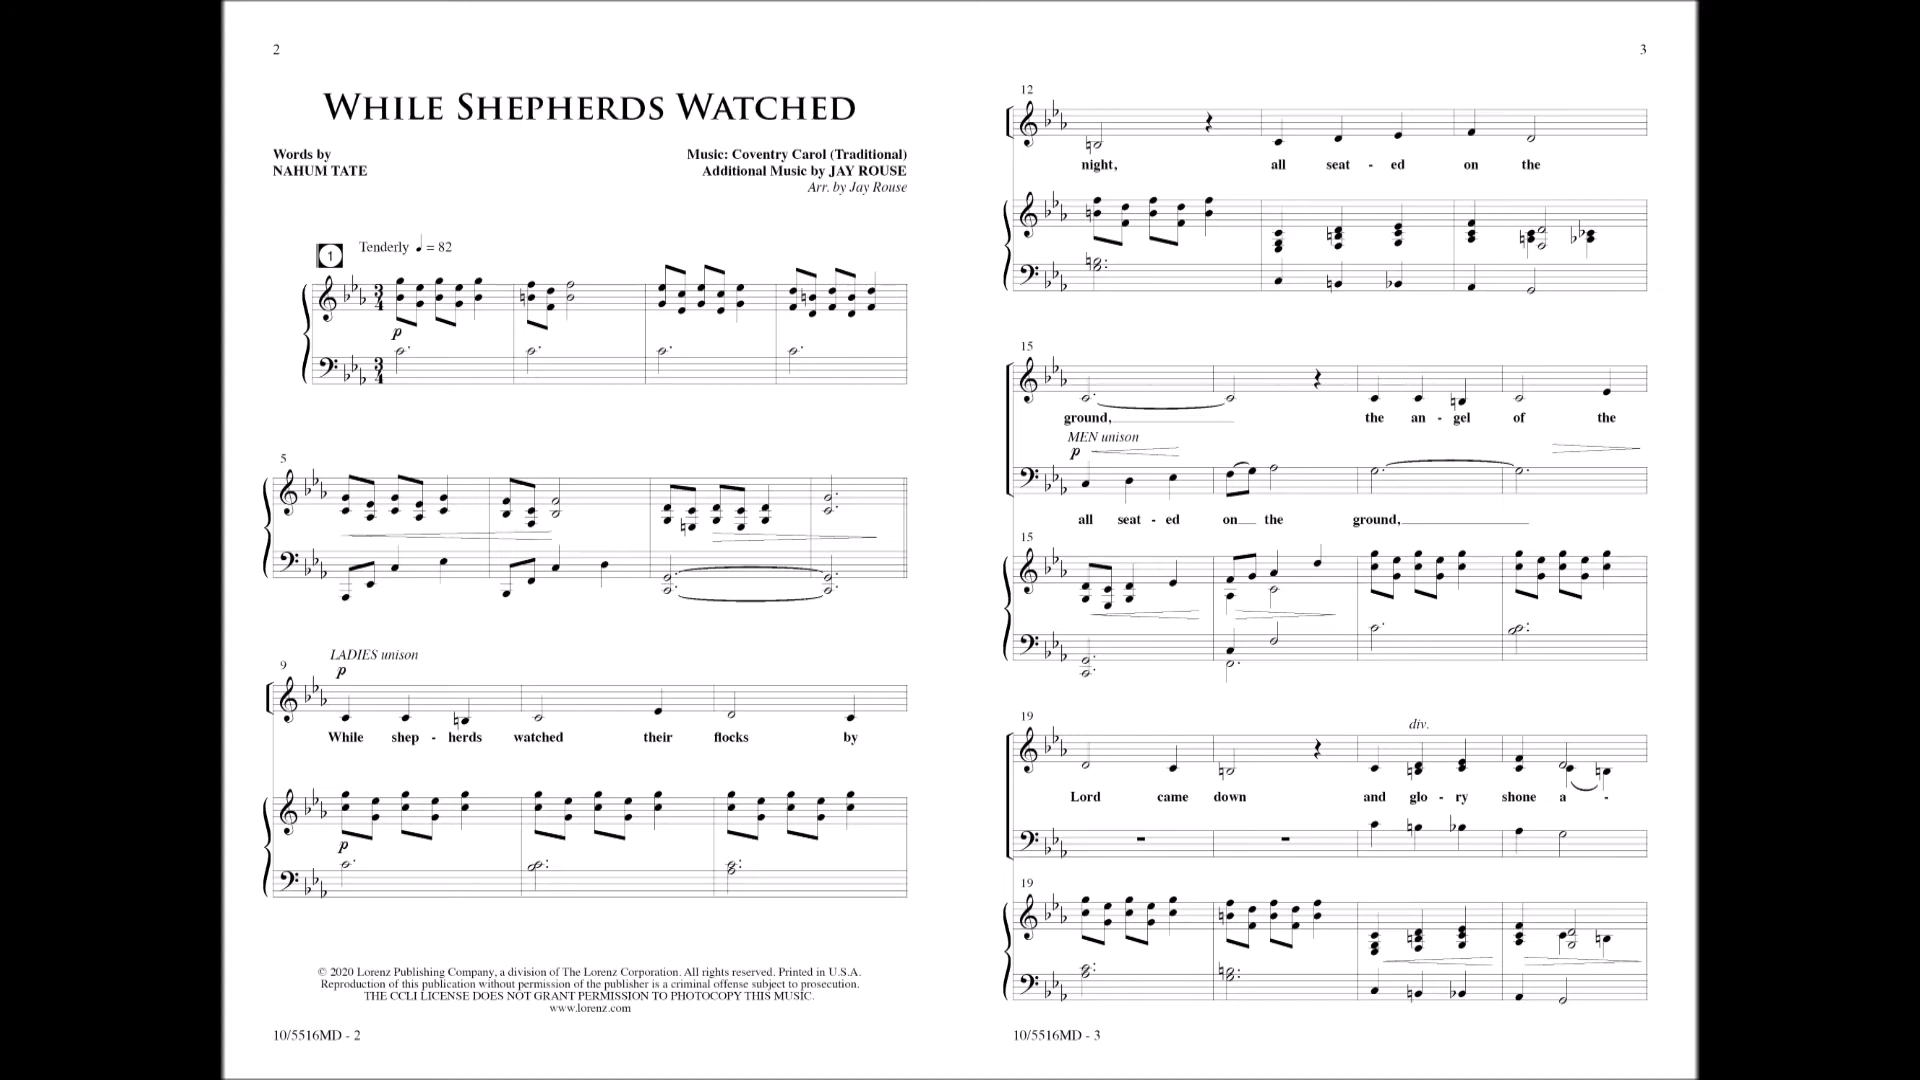 2
WHILE SHEPHERDS WATCHED
Words by
NAHUM TATE
Music: Coventry Carol (Traditional)
Additional Music by JAY ROUSE
Arr. by Jay Rouse
1
Tenderly ♩ = 82
3
4
p
3
4
5
LADIES unison
9
p
While shep - herds watched their flocks by
p
© 2020 Lorenz Publishing Company, a division of The Lorenz Corporation. All rights reserved. Printed in U.S.A.
Reproduction of this publication without permission of the publisher is a criminal offense subject to prosecution.
THE CCLI LICENSE DOES NOT GRANT PERMISSION TO PHOTOCOPY THIS MUSIC.
www.lorenz.com
10/5516MD - 2
3
12
night, all seat - ed on the
15
ground, the an - gel of the
MEN unison
p
all seat - ed on the ground,
15
19
div.
Lord came down and glo - ry shone a -
19
10/5516MD - 3